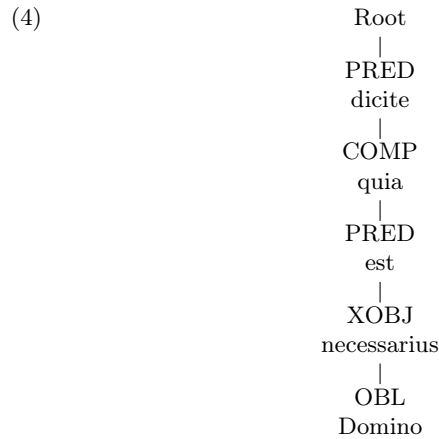 (4) Root
PRED
dicite
COMP
quia
PRED
est
XOBJ
necessarius
OBL
Domino